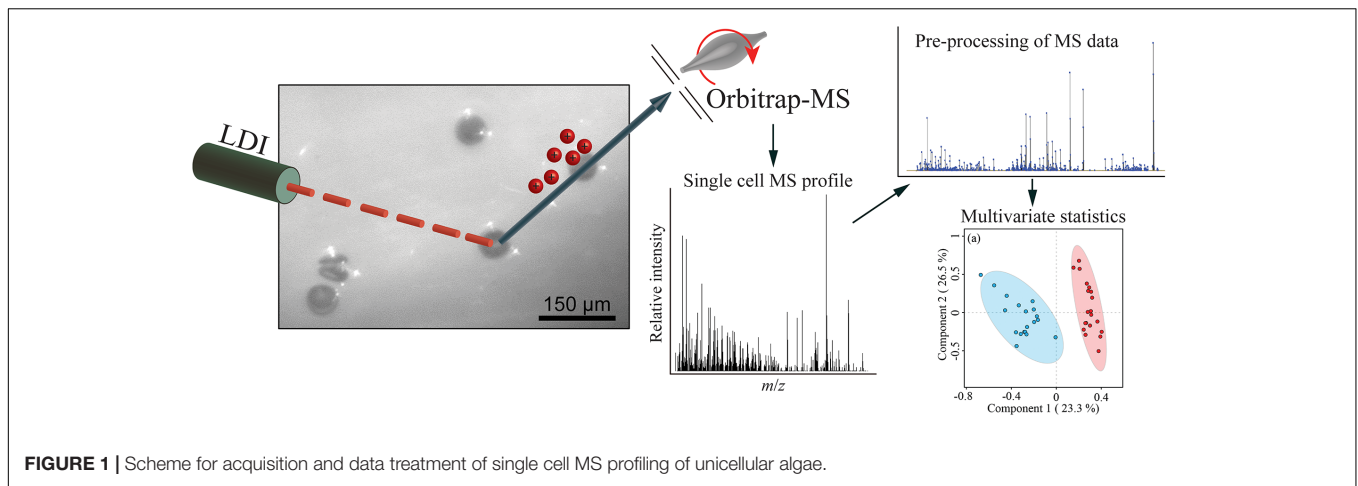 LDI
150 µm
Orbitrap-MS
Single cell MS profile
Relative intensity
m/z
Pre-processing of MS data
Multivariate statistics
(a)
Component 2 ( 26.5 %)
1
0.5
0
-0.5
-0.8
-0.4
0
0.4
Component 1 ( 23.3 %)
FIGURE 1 | Scheme for acquisition and data treatment of single cell MS profiling of unicellular algae.